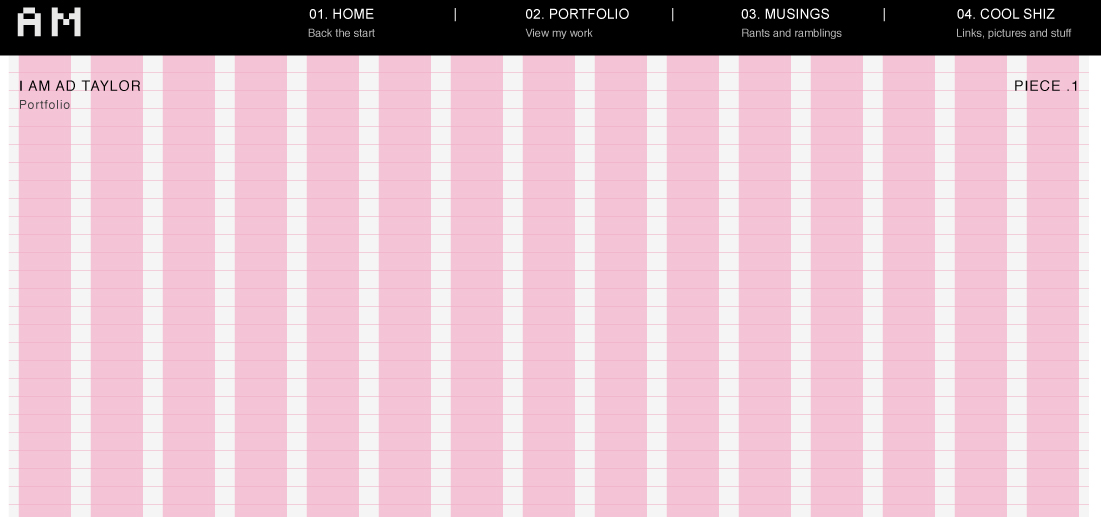 AM
01. HOME | 02. PORTFOLIO | 03. MUSINGS | 04. COOL SHIZ
Back the start View my work Rants and ramblings Links, pictures and stuff
I AM AD TAYLOR PIECE .1
Portfolio